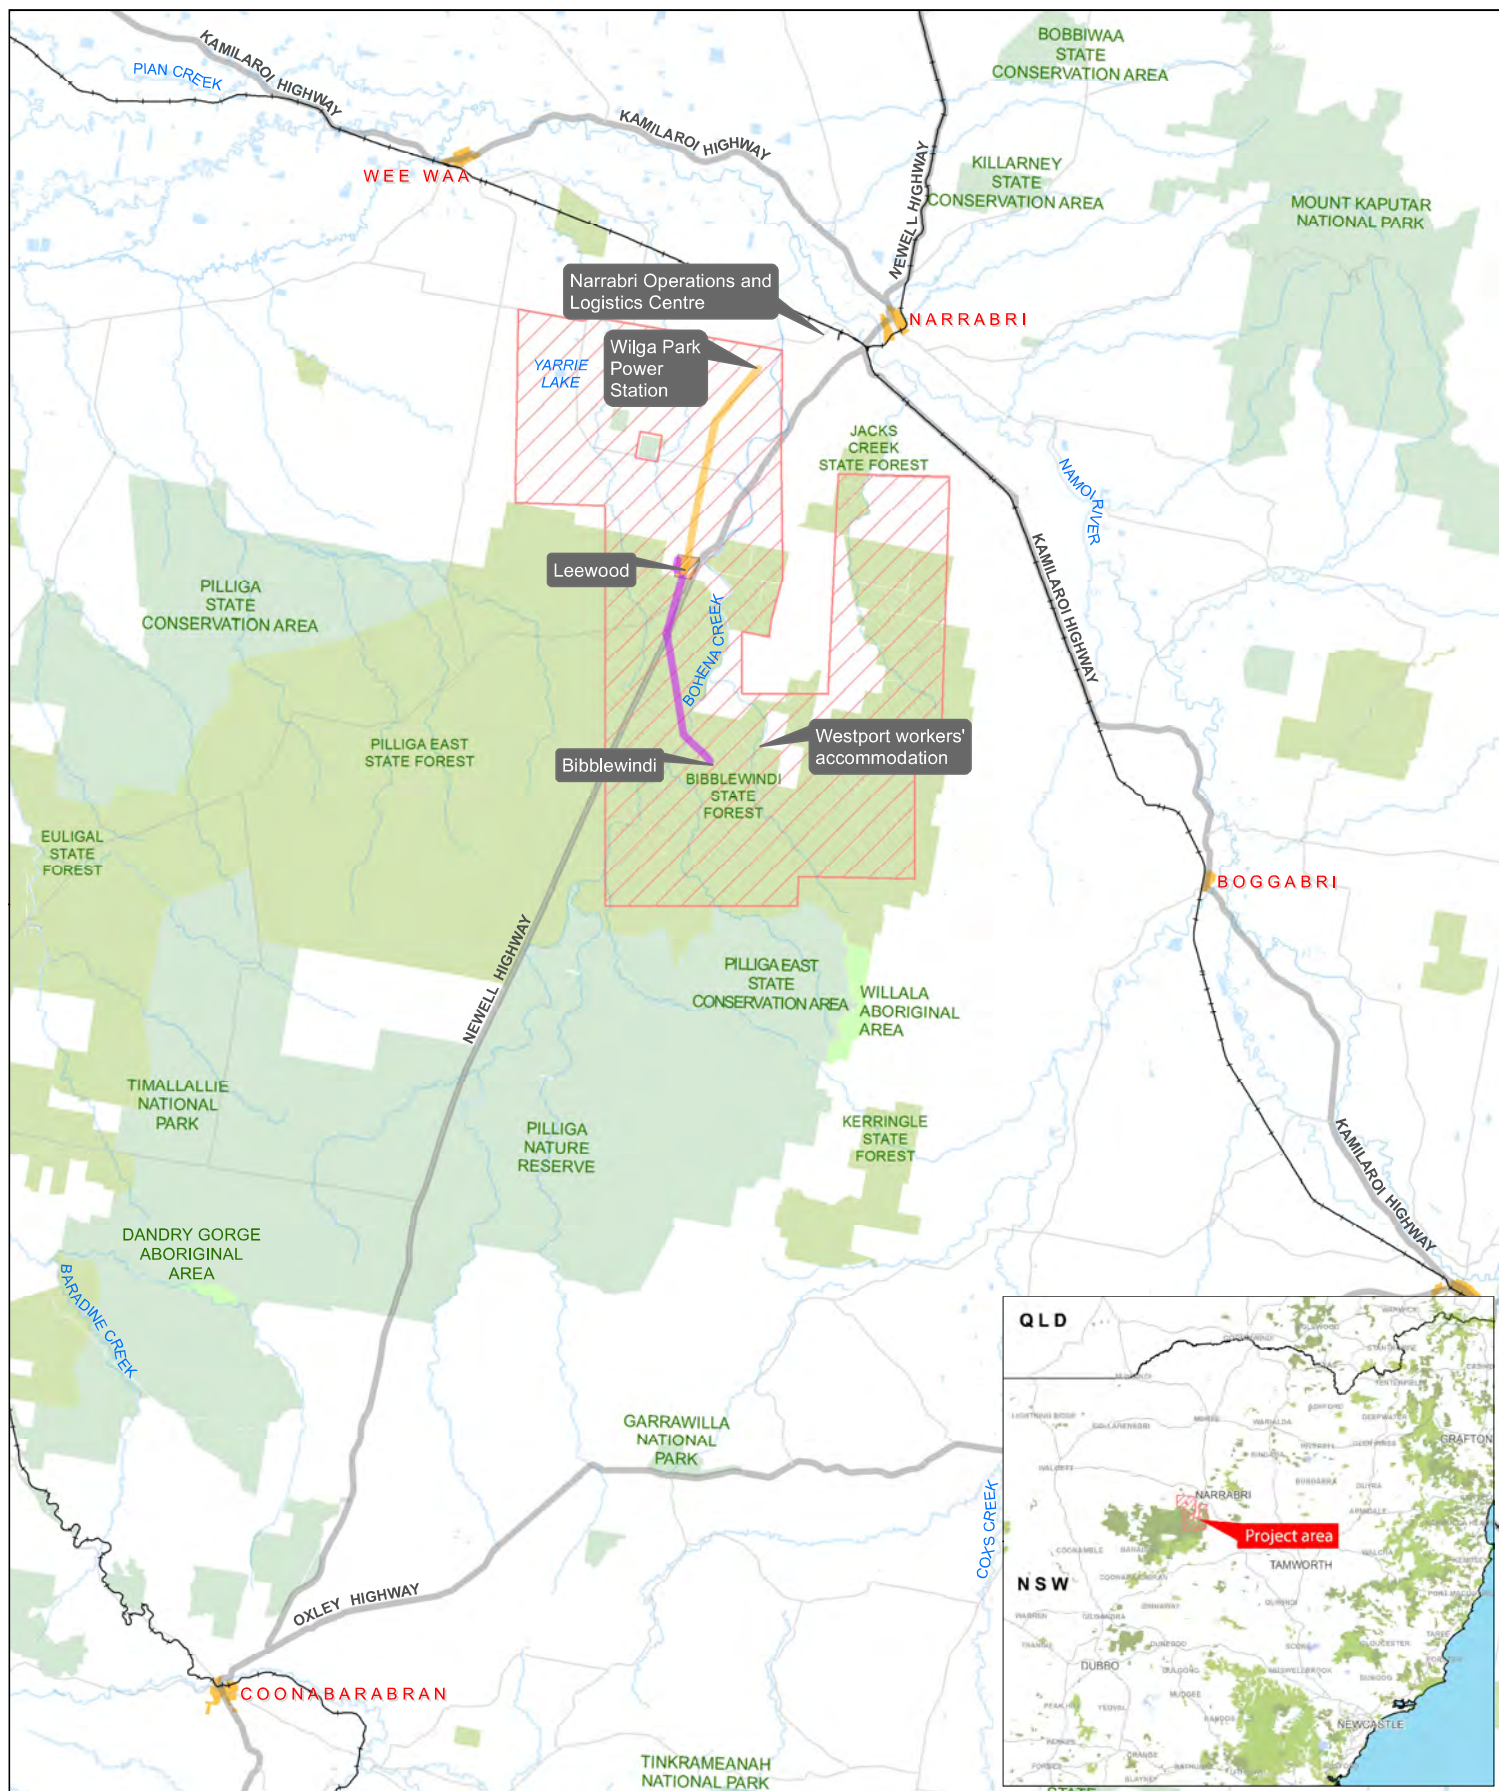 BOBBIWAA
STATE
CONSERVATION AREA
KAMILAROI HIGHWAY
PIAN CREEK
KAMILAROI HIGHWAY
WEE WAA
NEWELL HIGHWAY
KILLARNEY
STATE
CONSERVATION AREA
MOUNT KAPUTAR
NATIONAL PARK
Narrabri Operations and
Logistics Centre
NARRABRI
Wilga Park
Power
Station
YARRIE
LAKE
JACKS
CREEK
STATE FOREST
NAMOI RIVER
Leewood
PILLIGA
STATE
CONSERVATION AREA
BOHENA CREEK
KAMILAROI HIGHWAY
PILLIGA EAST
STATE FOREST
Westport workers'
accommodation
Bibblewindi
BIBBLEWINDI
STATE
FOREST
EULIGAL
STATE
FOREST
BOGGABRI
NEWELL HIGHWAY
PILLIGA EAST
STATE
CONSERVATION AREA
WILLALA
ABORIGINAL
AREA
TIMALLALLIE
NATIONAL
PARK
PILLIGA
NATURE
RESERVE
KERRINGLE
STATE
FOREST
KAMILAROI HIGHWAY
DANDRY GORGE
ABORIGINAL
AREA
BARADINE CREEK
GARRAWILLA
NATIONAL
PARK
COXS CREEK
OXLEY HIGHWAY
COONABARABRAN
TINKRAMEANAH
NATIONAL PARK
QLD
GRAFTON
NARRABRI
Project area
TAMWORTH
NSW
DUBBO
NEWCASTLE